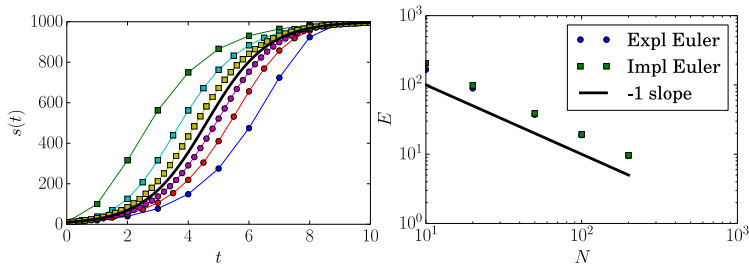 1000
800
600
400
200
0
s(t)
0 2 4 6 8 10
t
10^3
10^2
10^1
10^0
E
Expl Euler
Impl Euler
-1 slope
10^1 10^2 10^3
N